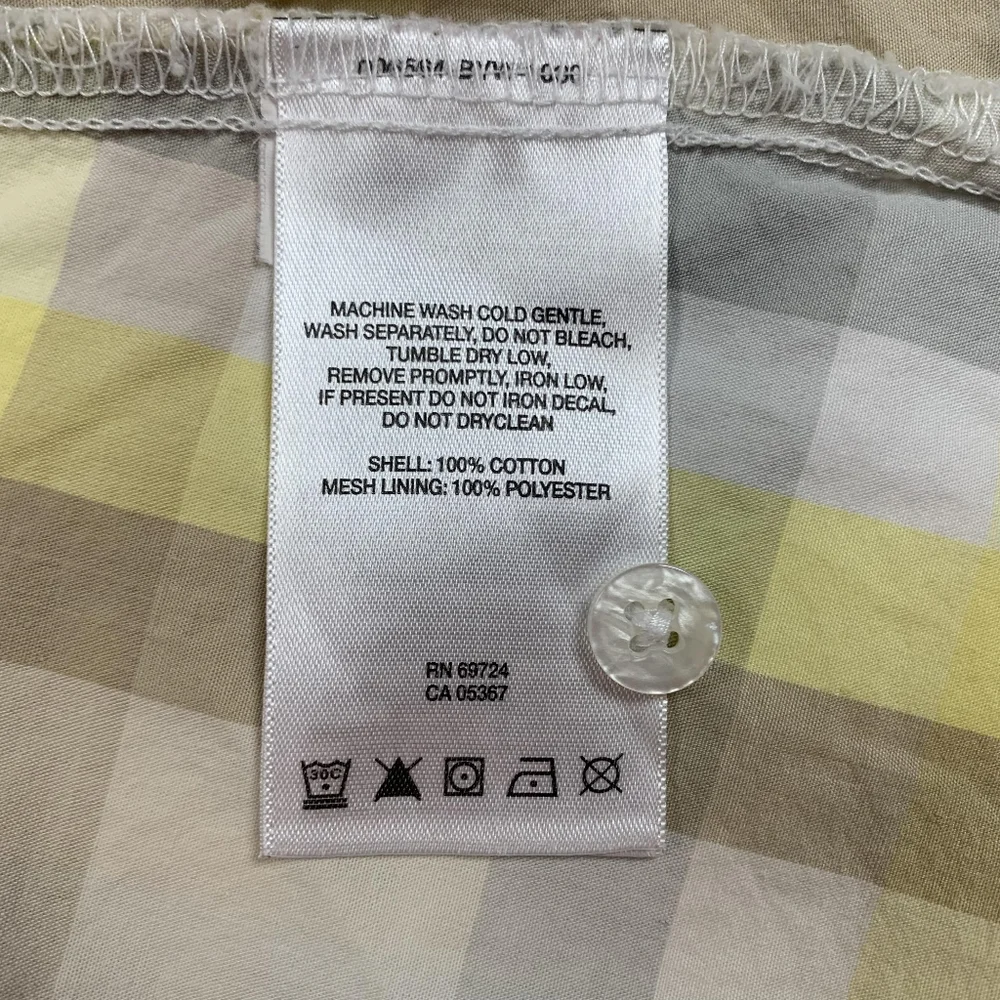 MACHINE WASH COLD GENTLE,
WASH SEPARATELY, DO NOT BLEACH,
TUMBLE DRY LOW,
REMOVE PROMPTLY, IRON LOW,
IF PRESENT DO NOT IRON DECAL,
DO NOT DRYCLEAN
SHELL: 100% COTTON
MESH LINING: 100% POLYESTER
RN 69724
CA 05367
30C